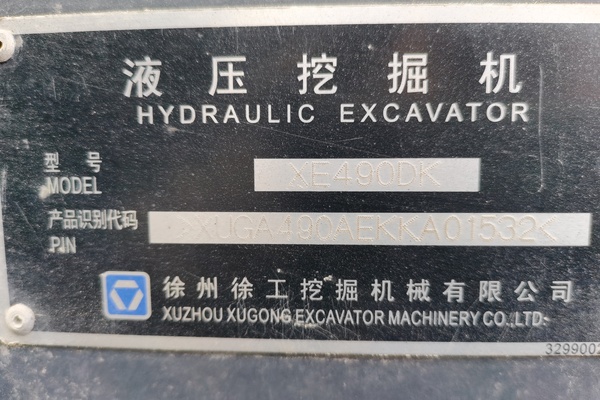 液压挖掘机
HYDRAULIC EXCAVATOR
型号
MODEL XE490DK
产品识别代码
PIN XUGA490AEKKA01532K
徐州徐工挖掘机械有限公司
XUZHOU XUGONG EXCAVATOR MACHINERY CO.,LTD.
3299002